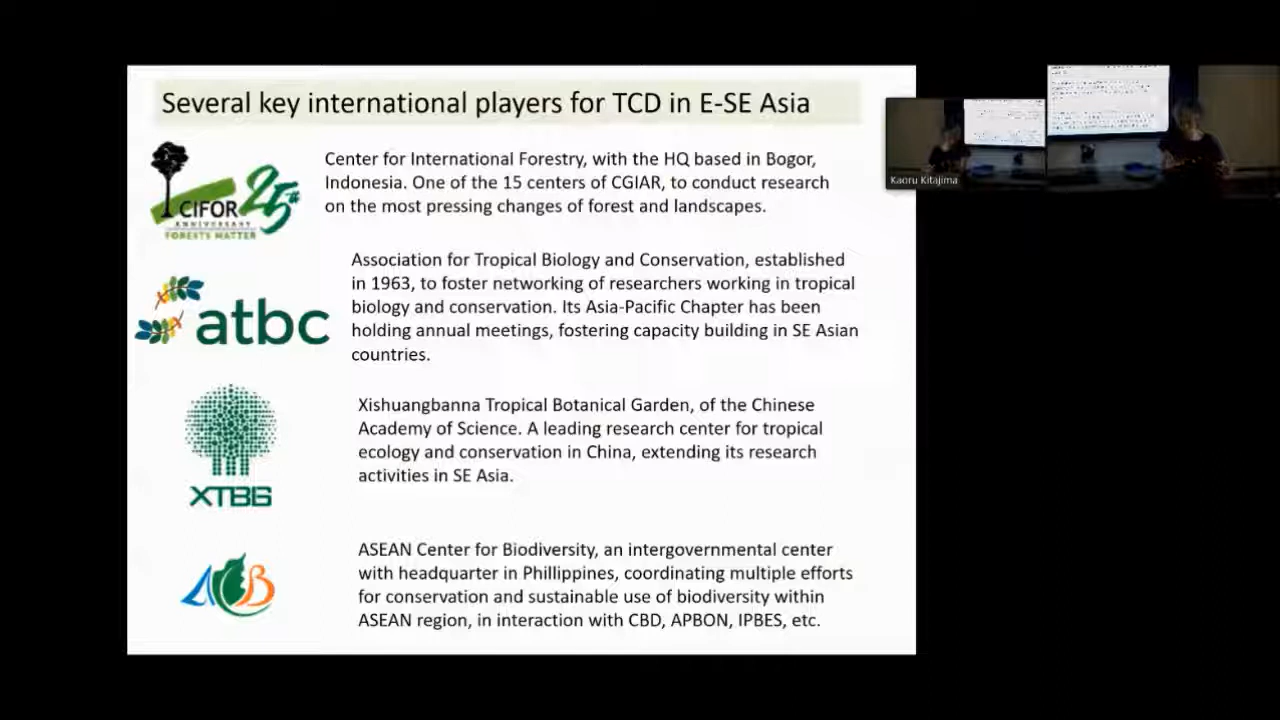 Several key international players for TCD in E-SE Asia
CIFOR 25th
ANNIVERSARY
FORESTS MATTER
Center for International Forestry, with the HQ based in Bogor,
Indonesia. One of the 15 centers of CGIAR, to conduct research
on the most pressing changes of forest and landscapes.
atbc
Association for Tropical Biology and Conservation, established
in 1963, to foster networking of researchers working in tropical
biology and conservation. Its Asia-Pacific Chapter has been
holding annual meetings, fostering capacity building in SE Asian
countries.
XTBG
Xishuangbanna Tropical Botanical Garden, of the Chinese
Academy of Science. A leading research center for tropical
ecology and conservation in China, extending its research
activities in SE Asia.
ACB
ASEAN Center for Biodiversity, an intergovernmental center
with headquarter in Phillippines, coordinating multiple efforts
for conservation and sustainable use of biodiversity within
ASEAN region, in interaction with CBD, APBON, IPBES, etc.
Kaoru Kitajima